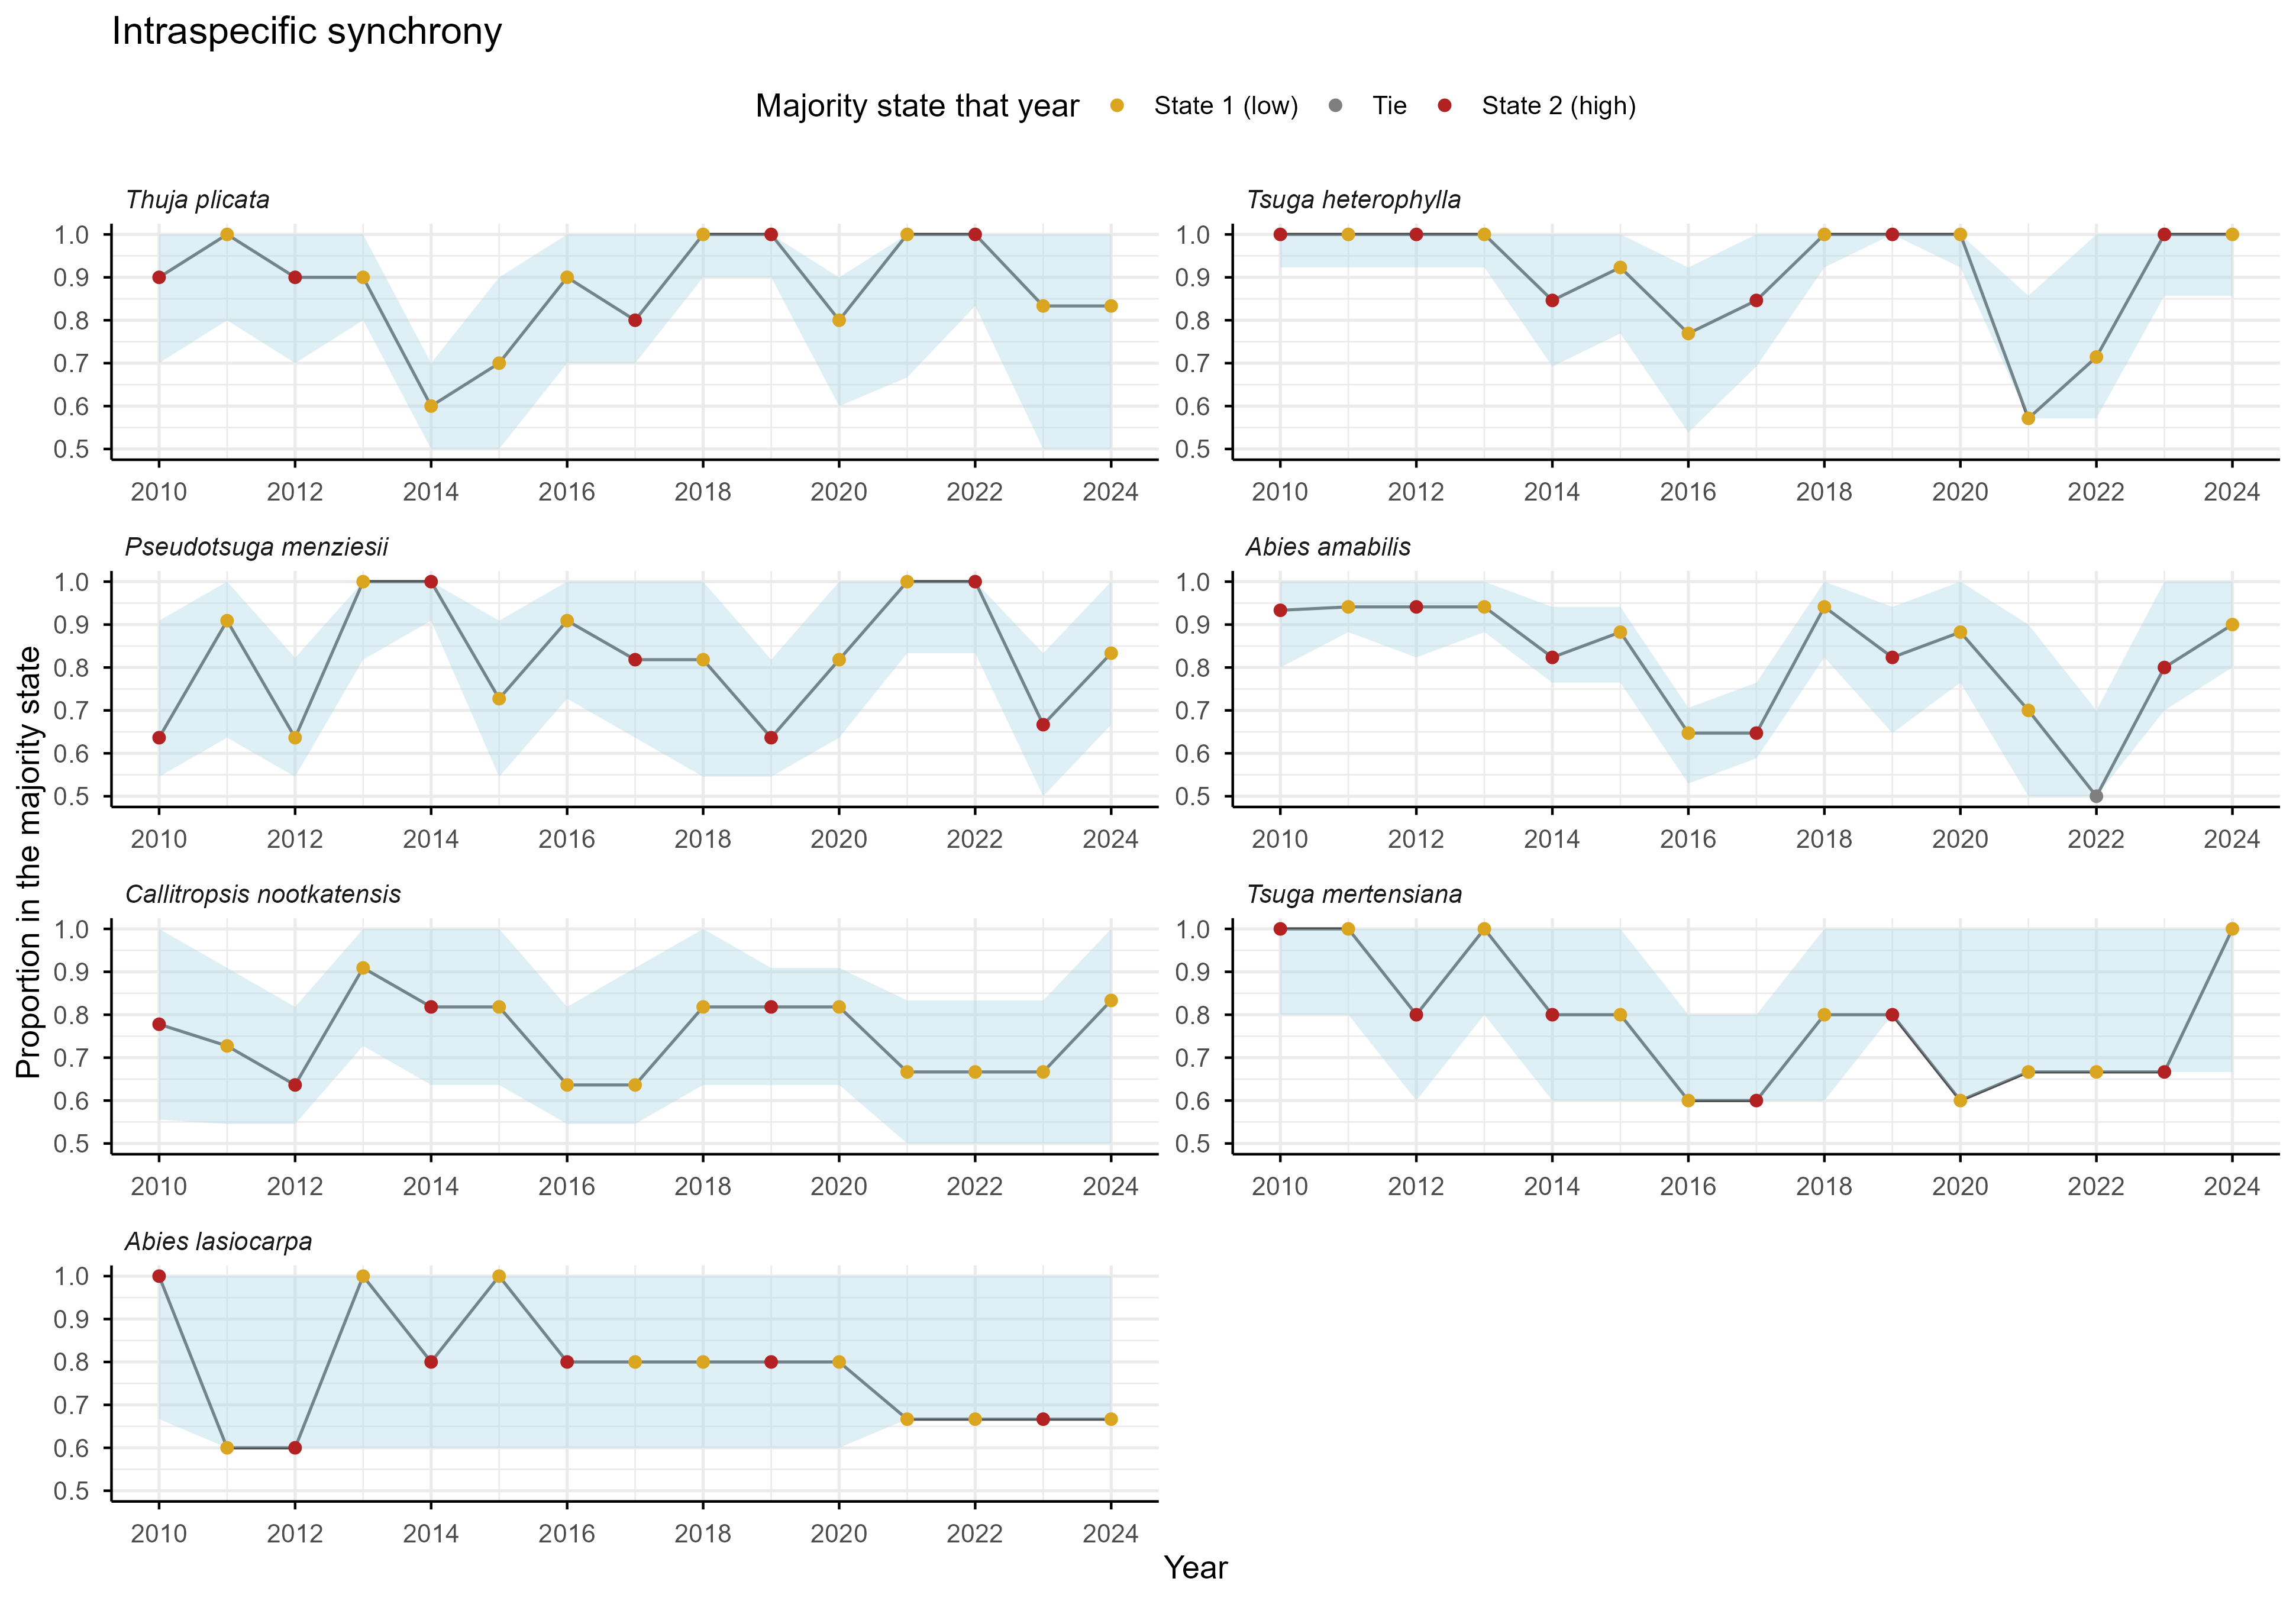 Intraspecific synchrony
Majority state that year State 1 (low) Tie State 2 (high)
Proportion in the majority state
Thuja plicata
1.0
0.9
0.8
0.7
0.6
0.5
2010 2012 2014 2016 2018 2020 2022 2024
Tsuga heterophylla
1.0
0.9
0.8
0.7
0.6
0.5
2010 2012 2014 2016 2018 2020 2022 2024
Pseudotsuga menziesii
1.0
0.9
0.8
0.7
0.6
0.5
2010 2012 2014 2016 2018 2020 2022 2024
Abies amabilis
1.0
0.9
0.8
0.7
0.6
0.5
2010 2012 2014 2016 2018 2020 2022 2024
Callitropsis nootkatensis
1.0
0.9
0.8
0.7
0.6
0.5
2010 2012 2014 2016 2018 2020 2022 2024
Tsuga mertensiana
1.0
0.9
0.8
0.7
0.6
0.5
2010 2012 2014 2016 2018 2020 2022 2024
Abies lasiocarpa
1.0
0.9
0.8
0.7
0.6
0.5
2010 2012 2014 2016 2018 2020 2022 2024
Year